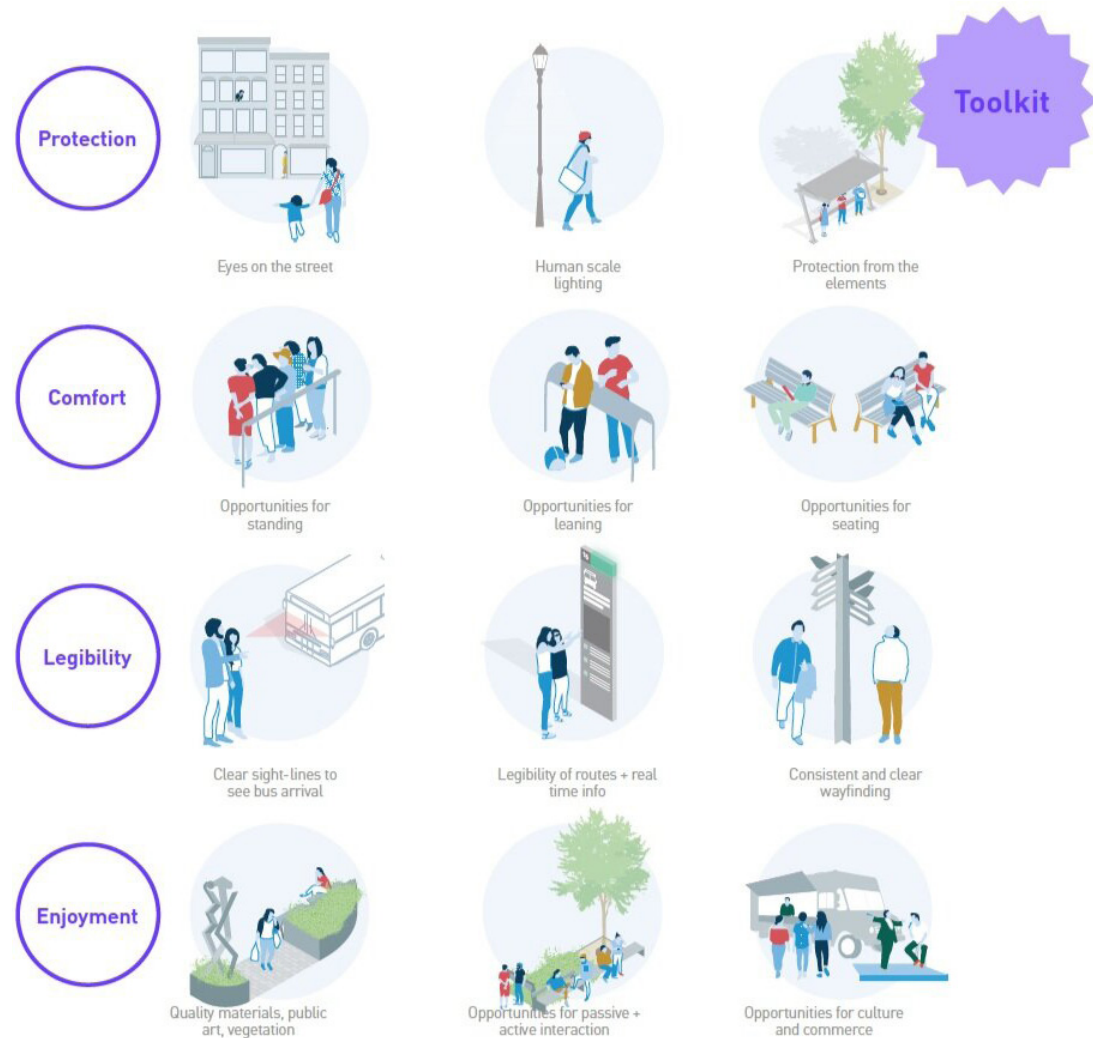 Toolkit
Protection
Eyes on the street
Human scale
lighting
Protection from the
elements
Comfort
Opportunities for
standing
Opportunities for
leaning
Opportunities for
seating
Legibility
Clear sight-lines to
see bus arrival
Legibility of routes + real
time info
Consistent and clear
wayfinding
Enjoyment
Quality materials, public
art, vegetation
Opportunities for passive +
active interaction
Opportunities for culture
and commerce